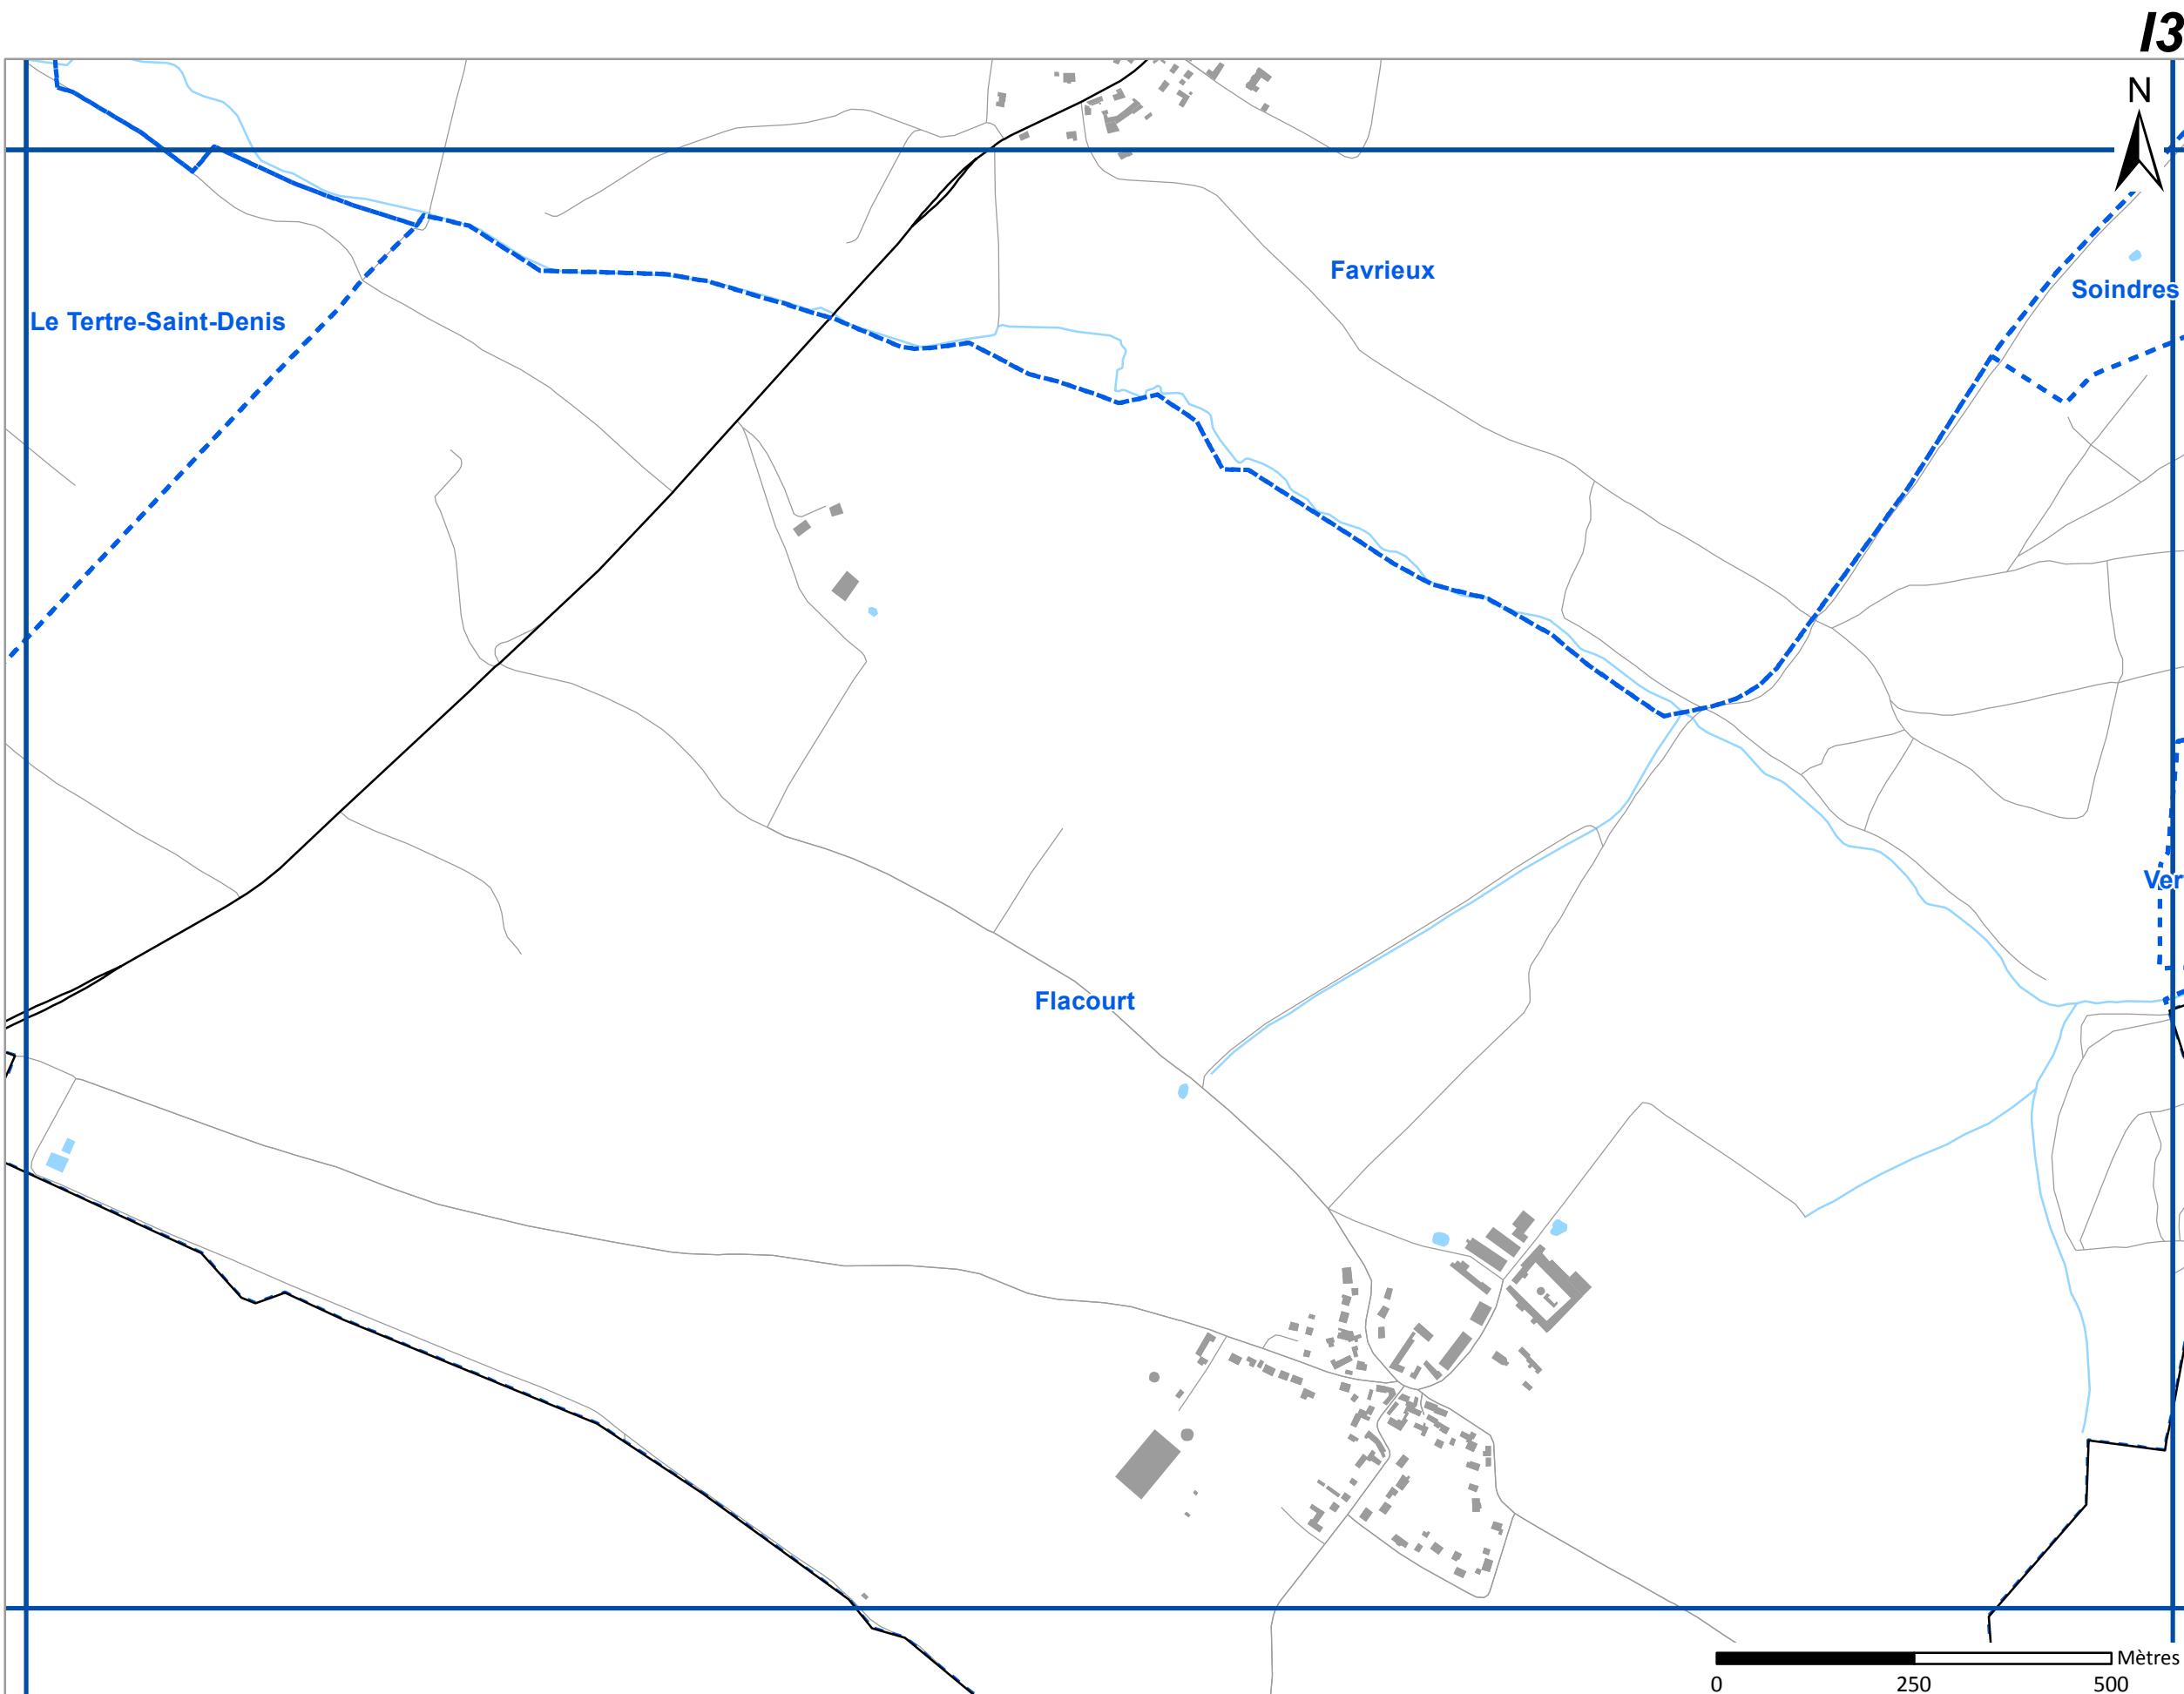 I3
N
Favrieux
Soindres
Le Tertre-Saint-Denis
Ver
Flacourt
Mètres
0 250 500